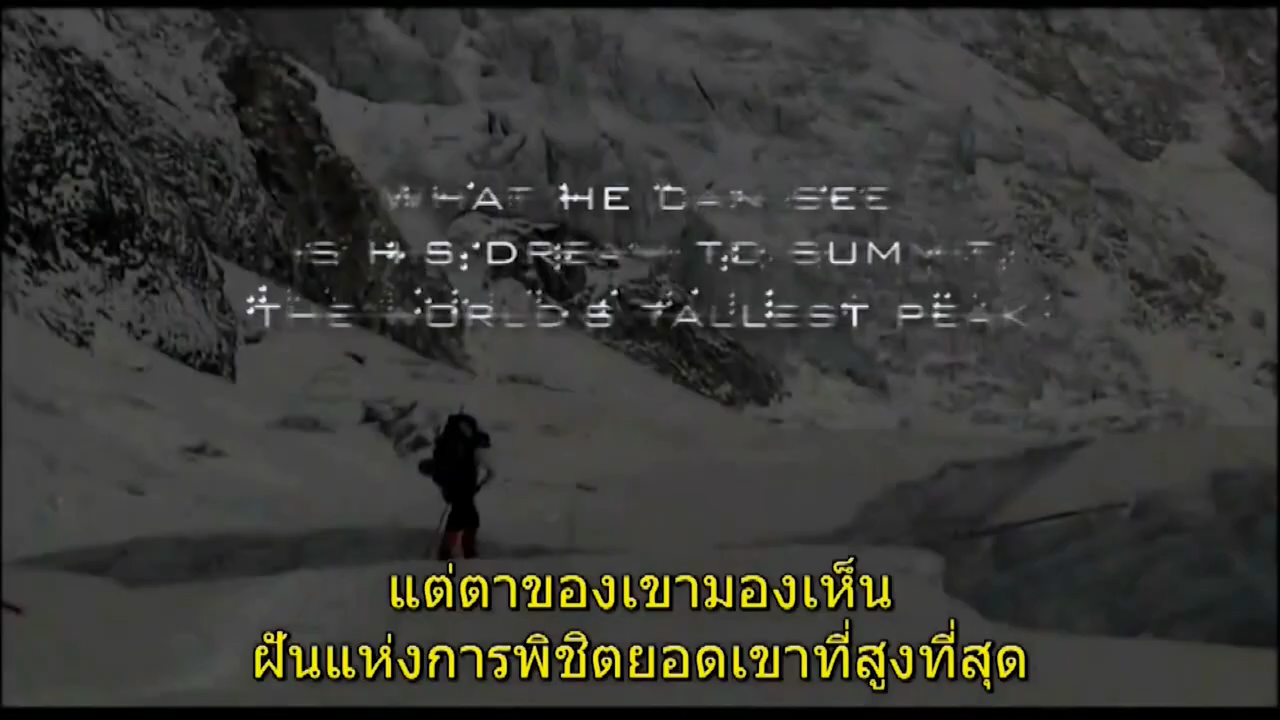 WHAT HE CAN SEE
IS HIS DREAM TO SUMMIT
THE WORLD'S TALLEST PEAK
แต่ตาของเขามองเห็น
ฝันแห่งการพิชิตยอดเขาที่สูงที่สุด